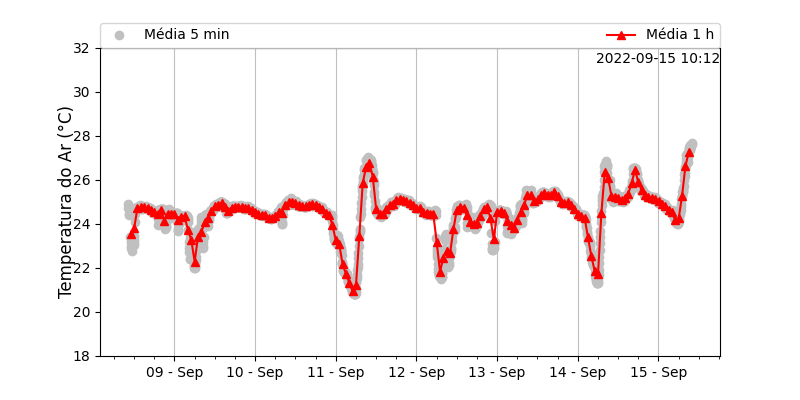 Média 5 min
Média 1 h
2022-09-15 10:12
Temperatura do Ar (°C)
32
30
28
26
24
22
20
18
09 - Sep
10 - Sep
11 - Sep
12 - Sep
13 - Sep
14 - Sep
15 - Sep